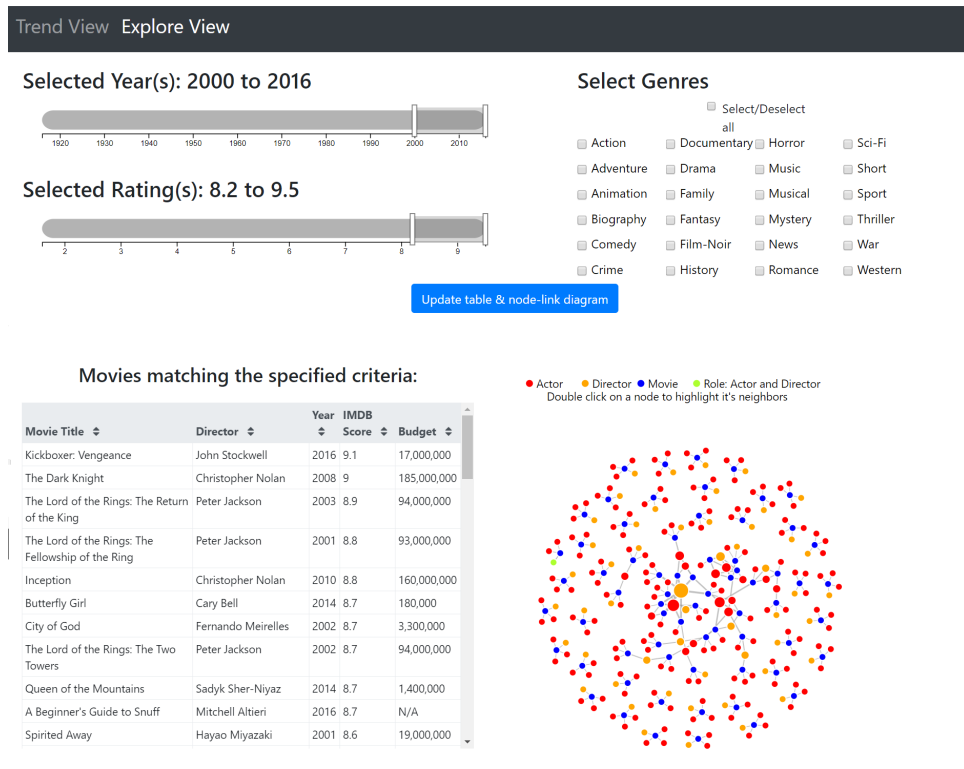 Trend View Explore View
Selected Year(s): 2000 to 2016
1920 1930 1940 1950 1960 1970 1980 1990 2000 2010
Selected Rating(s): 8.2 to 9.5
2 3 4 5 6 7 8 9
Select Genres
Select/Deselect
all
Action Documentary Horror Sci-Fi
Adventure Drama Music Short
Animation Family Musical Sport
Biography Fantasy Mystery Thriller
Comedy Film-Noir News War
Crime History Romance Western
Update table & node-link diagram
Movies matching the specified criteria:
Year IMDB
Movie Title Director Score Budget
Kickboxer: Vengeance John Stockwell 2016 9.1 17,000,000
The Dark Knight Christopher Nolan 2008 9 185,000,000
The Lord of the Rings: The Return Peter Jackson 2003 8.9 94,000,000
of the King
The Lord of the Rings: The Peter Jackson 2001 8.8 93,000,000
Fellowship of the Ring
Inception Christopher Nolan 2010 8.8 160,000,000
Butterfly Girl Cary Bell 2014 8.7 180,000
City of God Fernando Meirelles 2002 8.7 3,300,000
The Lord of the Rings: The Two Peter Jackson 2002 8.7 94,000,000
Towers
Queen of the Mountains Sadyk Sher-Niyaz 2014 8.7 1,400,000
A Beginner's Guide to Snuff Mitchell Altieri 2016 8.7 N/A
Spirited Away Hayao Miyazaki 2001 8.6 19,000,000
Actor Director Movie Role: Actor and Director
Double click on a node to highlight it's neighbors